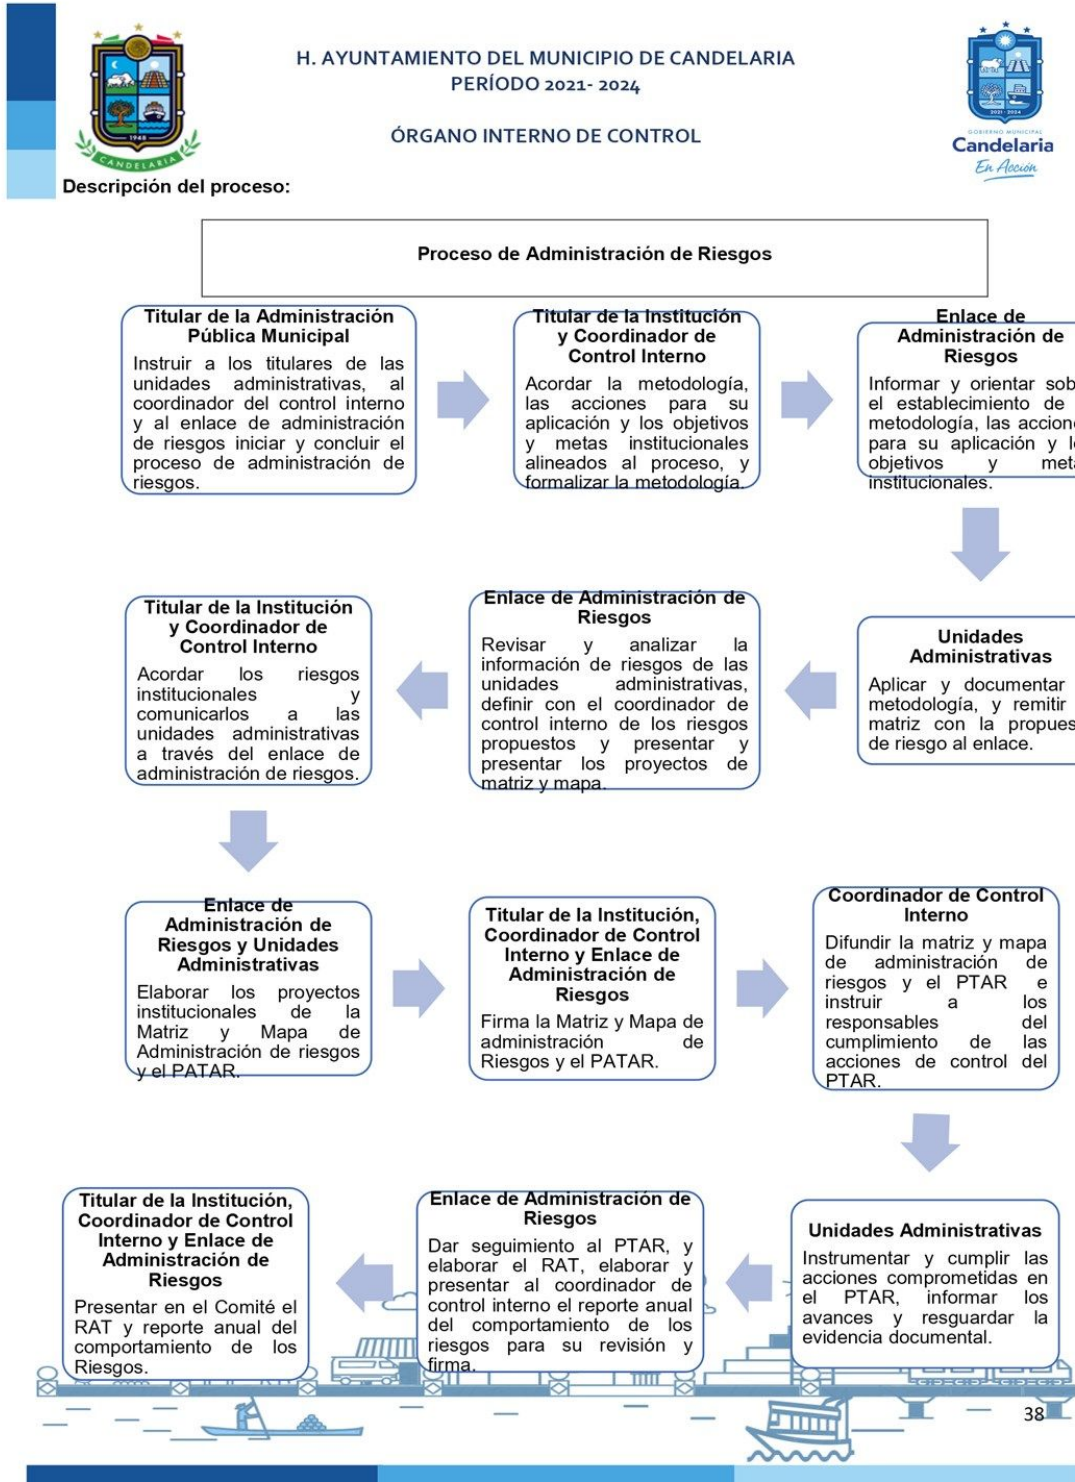 H. AYUNTAMIENTO DEL MUNICIPIO DE CANDELARIA
PERÍODO 2021- 2024
ÓRGANO INTERNO DE CONTROL
1948
CANDELARIA
2021 - 2024
GOBIERNO MUNICIPAL
Candelaria
En Acción
Descripción del proceso:
Proceso de Administración de Riesgos
Titular de la Administración
Pública Municipal
Instruir a los titulares de las
unidades administrativas, al
coordinador del control interno
y al enlace de administración
de riesgos iniciar y concluir el
proceso de administración de
riesgos.
Titular de la Institución
y Coordinador de
Control Interno
Acordar la metodología,
las acciones para su
aplicación y los objetivos
y metas institucionales
alineados al proceso, y
formalizar la metodología.
Enlace de
Administración de
Riesgos
Informar y orientar sob
el establecimiento de
metodología, las accione
para su aplicación y l
objetivos y meta
institucionales.
Unidades
Administrativas
Aplicar y documentar
metodología, y remitir
matriz con la propues
de riesgo al enlace.
Enlace de Administración de
Riesgos
Revisar y analizar la
información de riesgos de las
unidades administrativas,
definir con el coordinador de
control interno de los riesgos
propuestos y presentar y
presentar los proyectos de
matriz y mapa.
Titular de la Institución
y Coordinador de
Control Interno
Acordar los riesgos
institucionales y
comunicarlos a las
unidades administrativas
a través del enlace de
administración de riesgos.
Enlace de
Administración de
Riesgos y Unidades
Administrativas
Elaborar los proyectos
institucionales de la
Matriz y Mapa de
Administración de riesgos
y el PATAR.
Titular de la Institución,
Coordinador de Control
Interno y Enlace de
Administración de
Riesgos
Firma la Matriz y Mapa de
administración de
Riesgos y el PATAR.
Coordinador de Control
Interno
Difundir la matriz y mapa
de administración de
riesgos y el PTAR e
instruir a los
responsables del
cumplimiento de las
acciones de control del
PTAR.
Unidades Administrativas
Instrumentar y cumplir las
acciones comprometidas en
el PTAR, informar los
avances y resguardar la
evidencia documental.
Enlace de Administración de
Riesgos
Dar seguimiento al PTAR, y
elaborar el RAT, elaborar y
presentar al coordinador de
control interno el reporte anual
del comportamiento de los
riesgos para su revisión y
firma.
Titular de la Institución,
Coordinador de Control
Interno y Enlace de
Administración de
Riesgos
Presentar en el Comité el
RAT y reporte anual del
comportamiento de los
Riesgos.
38